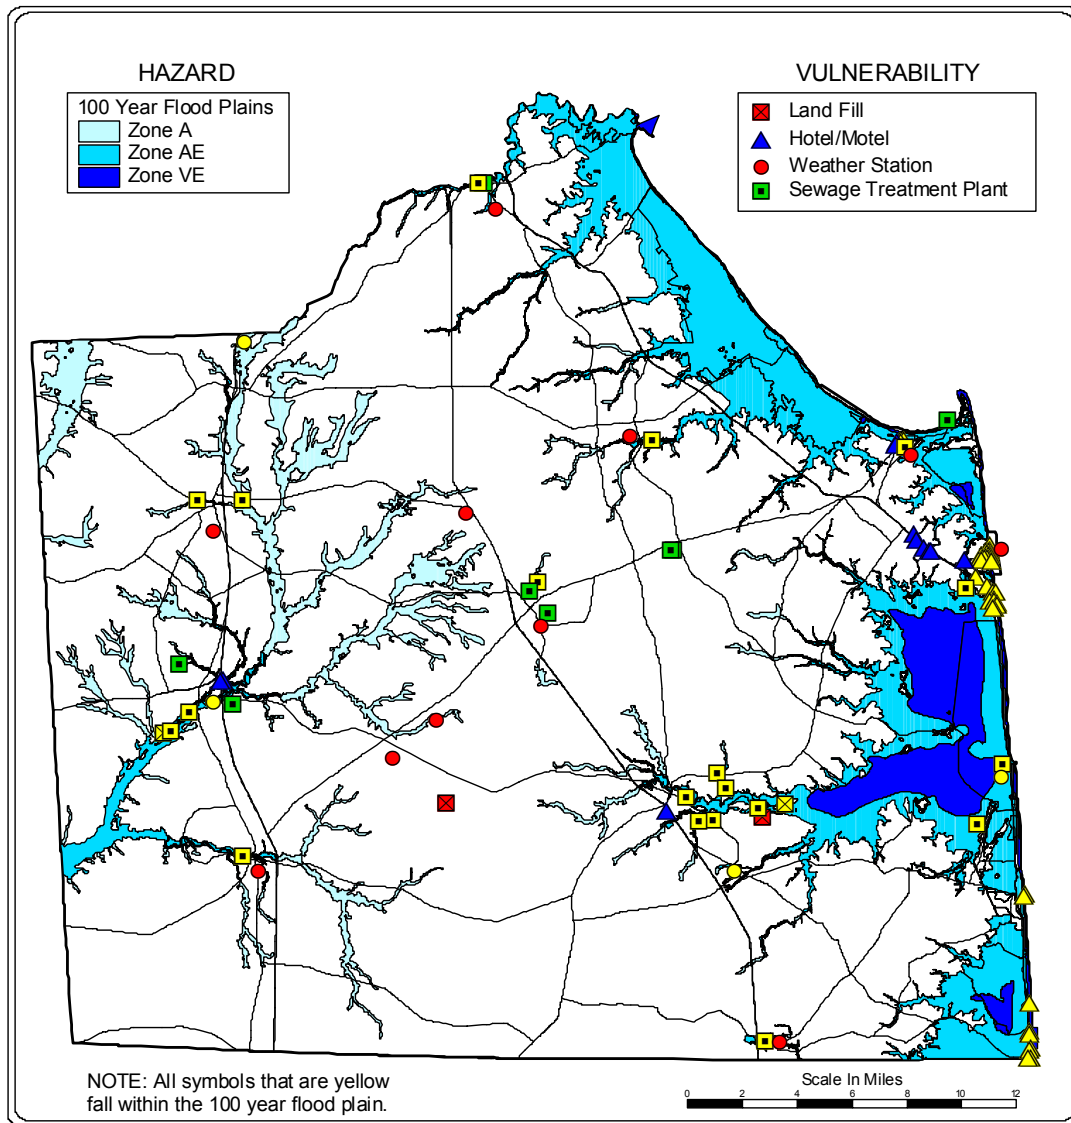 HAZARD
100 Year Flood Plains
Zone A
Zone AE
Zone VE
VULNERABILITY
Land Fill
Hotel/Motel
Weather Station
Sewage Treatment Plant
NOTE: All symbols that are yellow
fall within the 100 year flood plain.
Scale In Miles
0 2 4 6 8 10 12